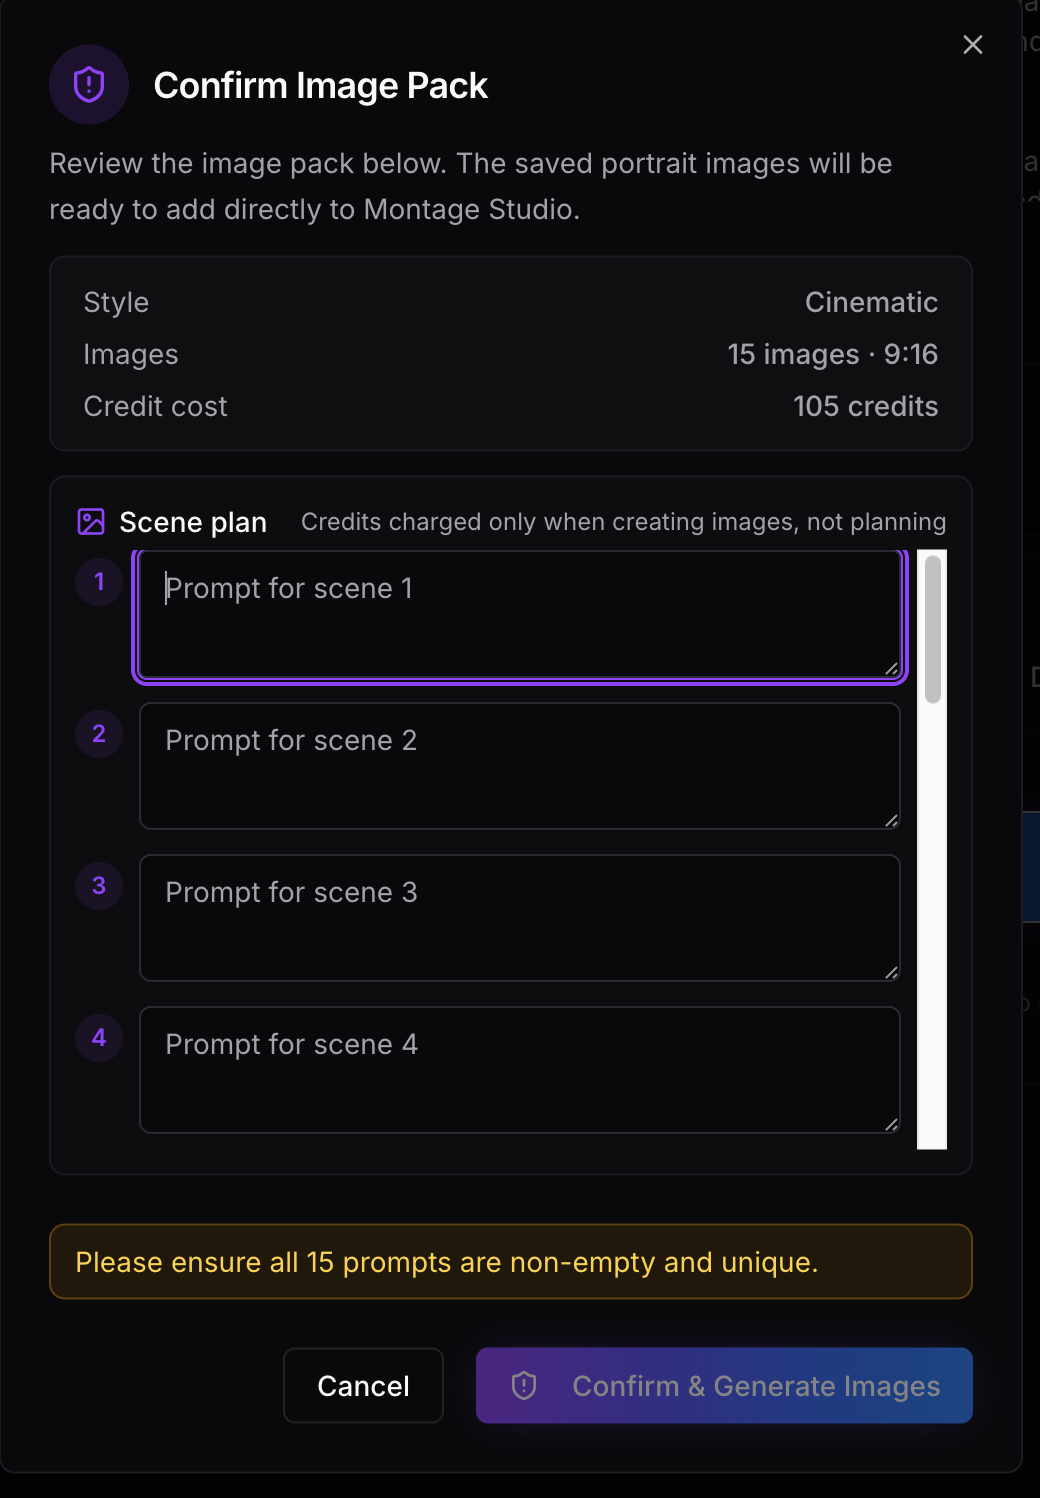 Confirm Image Pack
Review the image pack below. The saved portrait images will be
ready to add directly to Montage Studio.
Style Cinematic
Images 15 images · 9:16
Credit cost 105 credits
Scene plan Credits charged only when creating images, not planning
1 Prompt for scene 1
2 Prompt for scene 2
3 Prompt for scene 3
4 Prompt for scene 4
Please ensure all 15 prompts are non-empty and unique.
Cancel Confirm & Generate Images